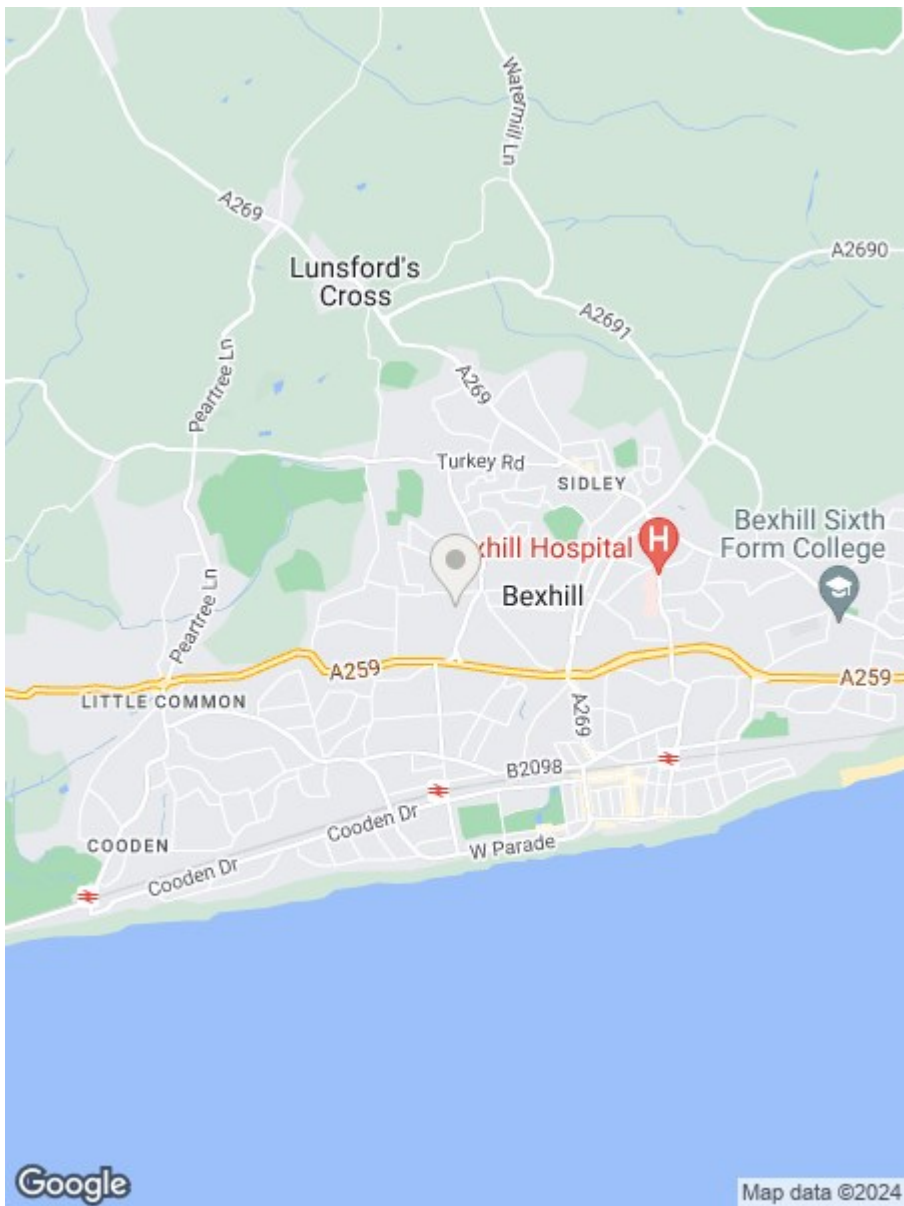 Watermill Ln
A269
A2690
Lunsford's
Cross
A2691
Peartree Ln
A269
Turkey Rd
SIDLEY
Bexhill Sixth
Form College
xhill Hospital
H
Bexhill
Peartree Ln
A259
A259
LITTLE COMMON
A269
B2098
Cooden Dr
COODEN
W Parade
Cooden Dr
Google
Map data ©2024